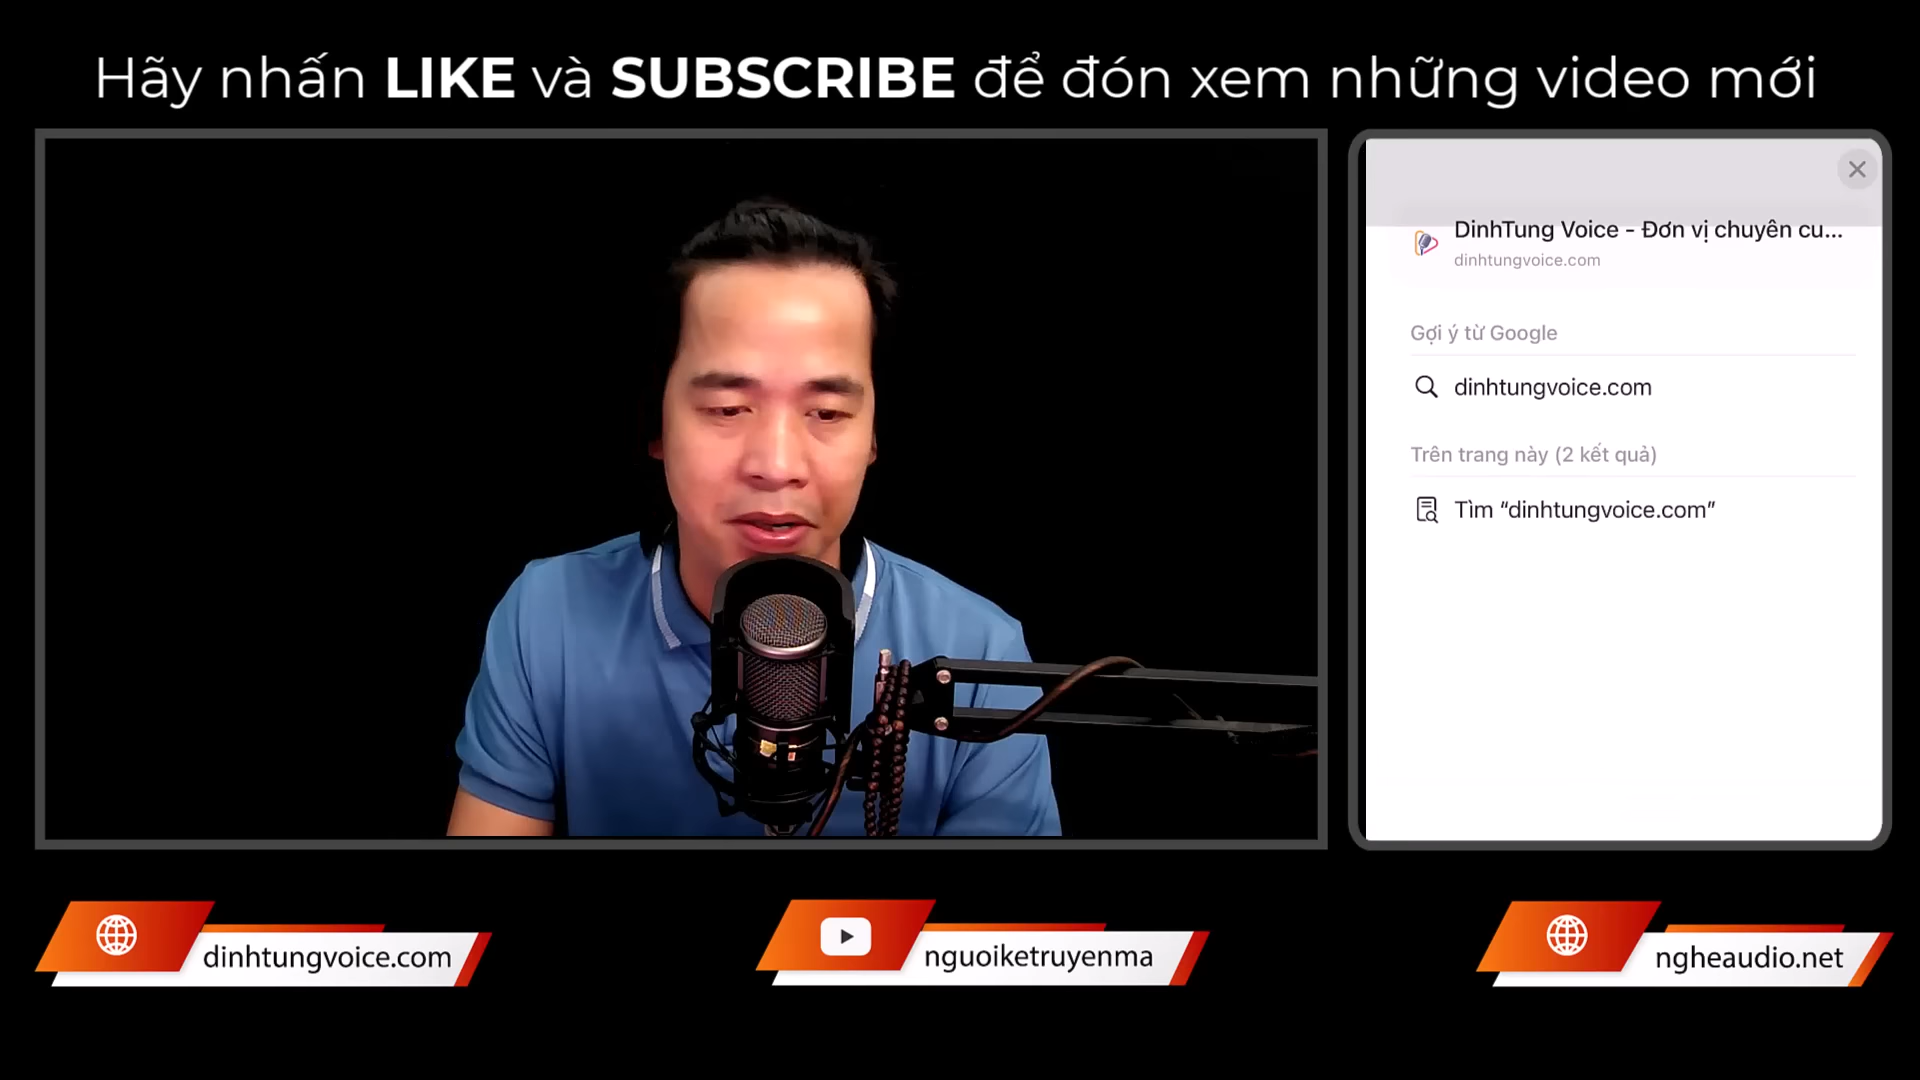 Hãy nhấn LIKE và SUBSCRIBE để đón xem những video mới
DinhTung Voice - Đơn vị chuyên cu...
dinhtungvoice.com
Gợi ý từ Google
dinhtungvoice.com
Trên trang này (2 kết quả)
Tìm “dinhtungvoice.com”
dinhtungvoice.com
nguoiketruyenma
ngheaudio.net